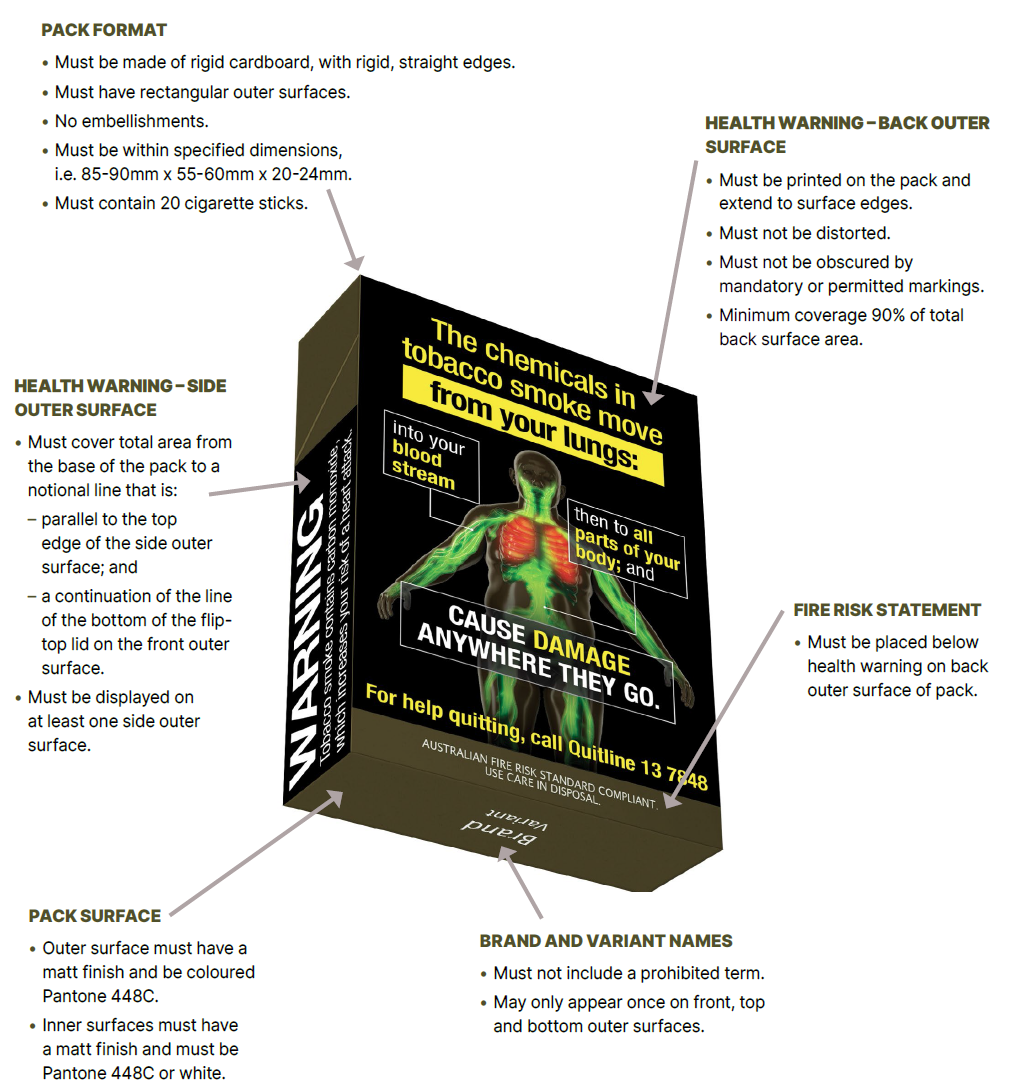 PACK FORMAT
• Must be made of rigid cardboard, with rigid, straight edges.
• Must have rectangular outer surfaces.
• No embellishments.
• Must be within specified dimensions,
i.e. 85-90mm x 55-60mm x 20-24mm.
• Must contain 20 cigarette sticks.
HEALTH WARNING – BACK OUTER
SURFACE
• Must be printed on the pack and
extend to surface edges.
• Must not be distorted.
• Must not be obscured by
mandatory or permitted markings.
• Minimum coverage 90% of total
back surface area.
HEALTH WARNING – SIDE
OUTER SURFACE
• Must cover total area from
the base of the pack to a
notional line that is:
– parallel to the top
edge of the side outer
surface; and
– a continuation of the line
of the bottom of the flip-
top lid on the front outer
surface.
• Must be displayed on
at least one side outer
surface.
WARNING
Tobacco smoke contains carbon monoxide,
which increases your risk of a heart attack.
The chemicals in
tobacco smoke move
from your lungs:
into your
blood
stream
then to all
parts of your
body; and
CAUSE DAMAGE
ANYWHERE THEY GO.
For help quitting, call Quitline 13 7848
AUSTRALIAN FIRE RISK STANDARD COMPLIANT.
USE CARE IN DISPOSAL.
Brand
Variant
FIRE RISK STATEMENT
• Must be placed below
health warning on back
outer surface of pack.
PACK SURFACE
• Outer surface must have a
matt finish and be coloured
Pantone 448C.
• Inner surfaces must have
a matt finish and must be
Pantone 448C or white.
BRAND AND VARIANT NAMES
• Must not include a prohibited term.
• May only appear once on front, top
and bottom outer surfaces.